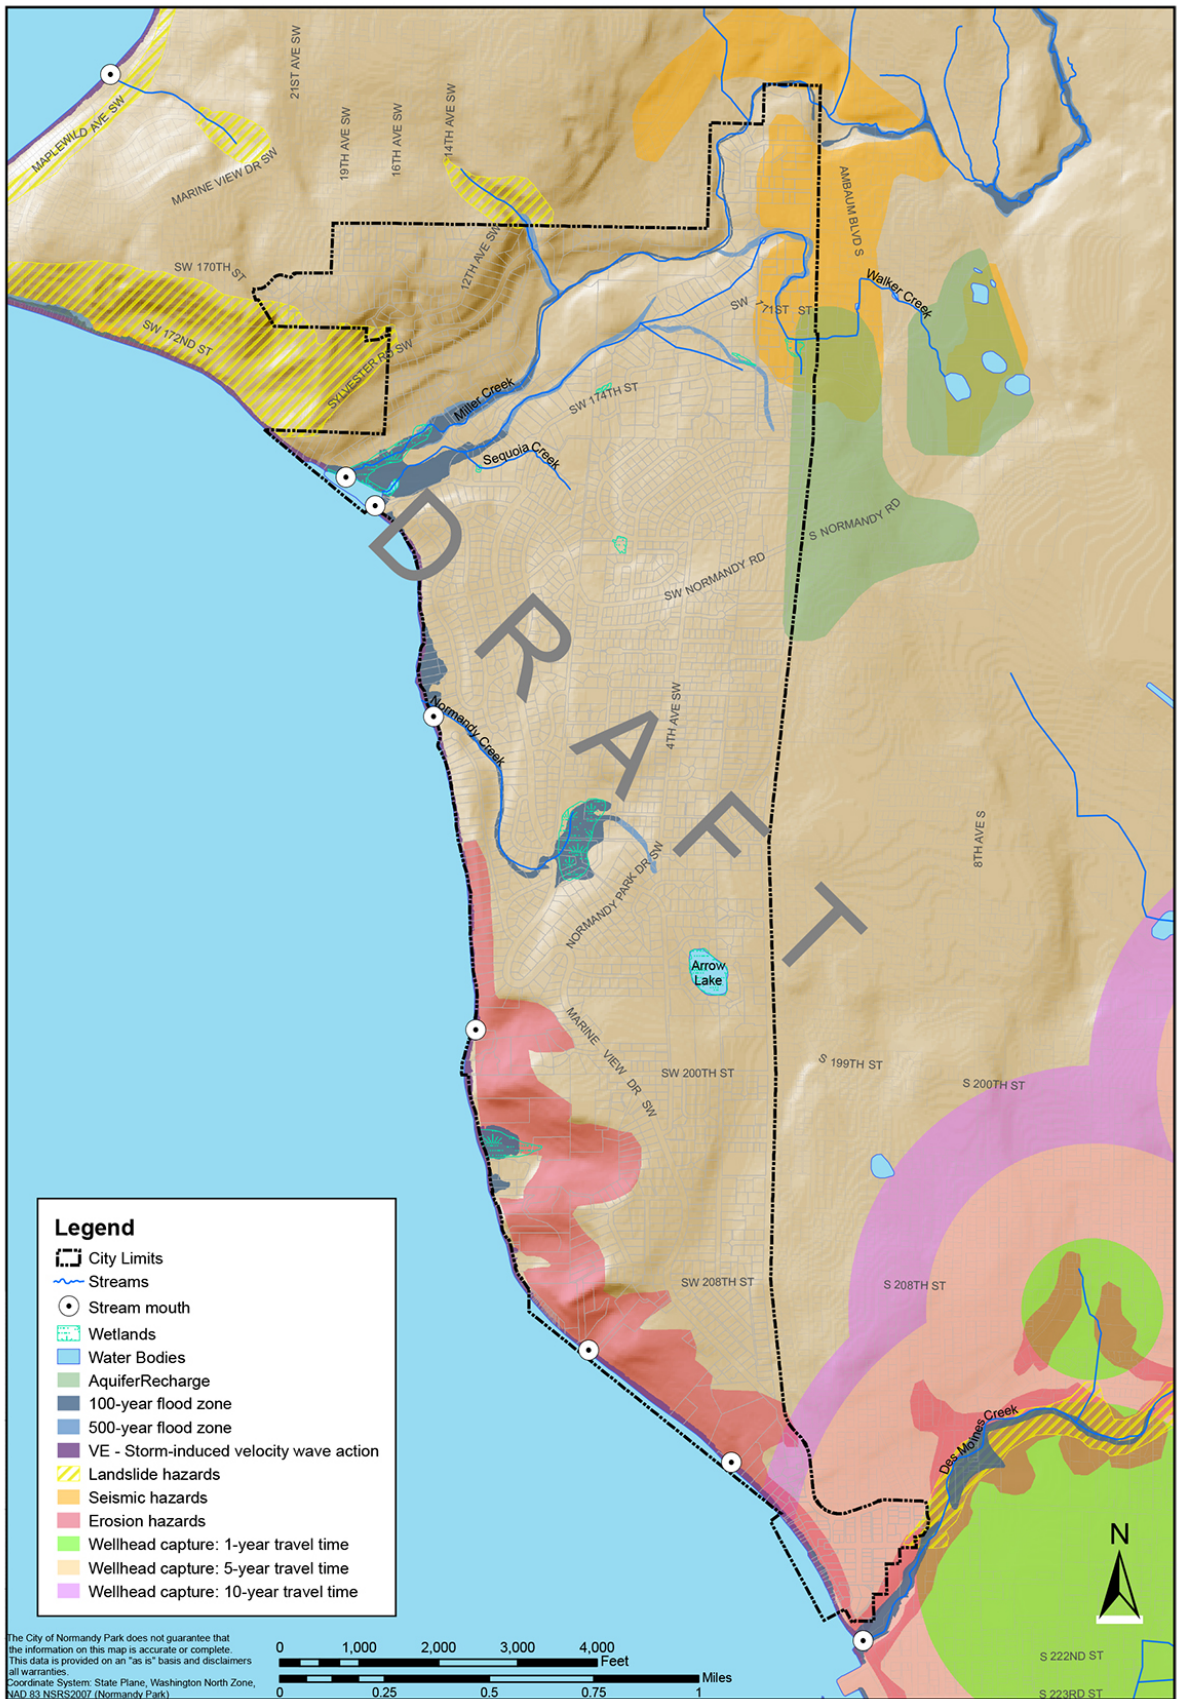 21ST AVE SW
19TH AVE SW
16TH AVE SW
14TH AVE SW
MAPLEWILD AVE SW
MARINE VIEW DR SW
SW 170TH ST
12TH AVE SW
AMBAUM BLVD S
Walker Creek
SW 171ST ST
SW 172ND ST
SYLVESTER RD SW
Miller Creek
SW 174TH ST
Sequoia Creek
S NORMANDY RD
SW NORMANDY RD
DRAFT
Normandy Creek
4TH AVE SW
8TH AVE S
NORMANDY PARK DR SW
Arrow
Lake
MARINE VIEW DR SW
SW 200TH ST
S 199TH ST
S 200TH ST
SW 208TH ST
S 208TH ST
Des Moines Creek
Legend
City Limits
Streams
Stream mouth
Wetlands
Water Bodies
AquiferRecharge
100-year flood zone
500-year flood zone
VE - Storm-induced velocity wave action
Landslide hazards
Seismic hazards
Erosion hazards
Wellhead capture: 1-year travel time
Wellhead capture: 5-year travel time
Wellhead capture: 10-year travel time
N
S 222ND ST
S 223RD ST
The City of Normandy Park does not guarantee that
the information on this map is accurate or complete.
This data is provided on an "as is" basis and disclaimers
all warranties.
Coordinate System: State Plane, Washington North Zone,
NAD 83 NSRS2007 (Normandy Park)
0 1,000 2,000 3,000 4,000
Feet
Miles
0 0.25 0.5 0.75 1